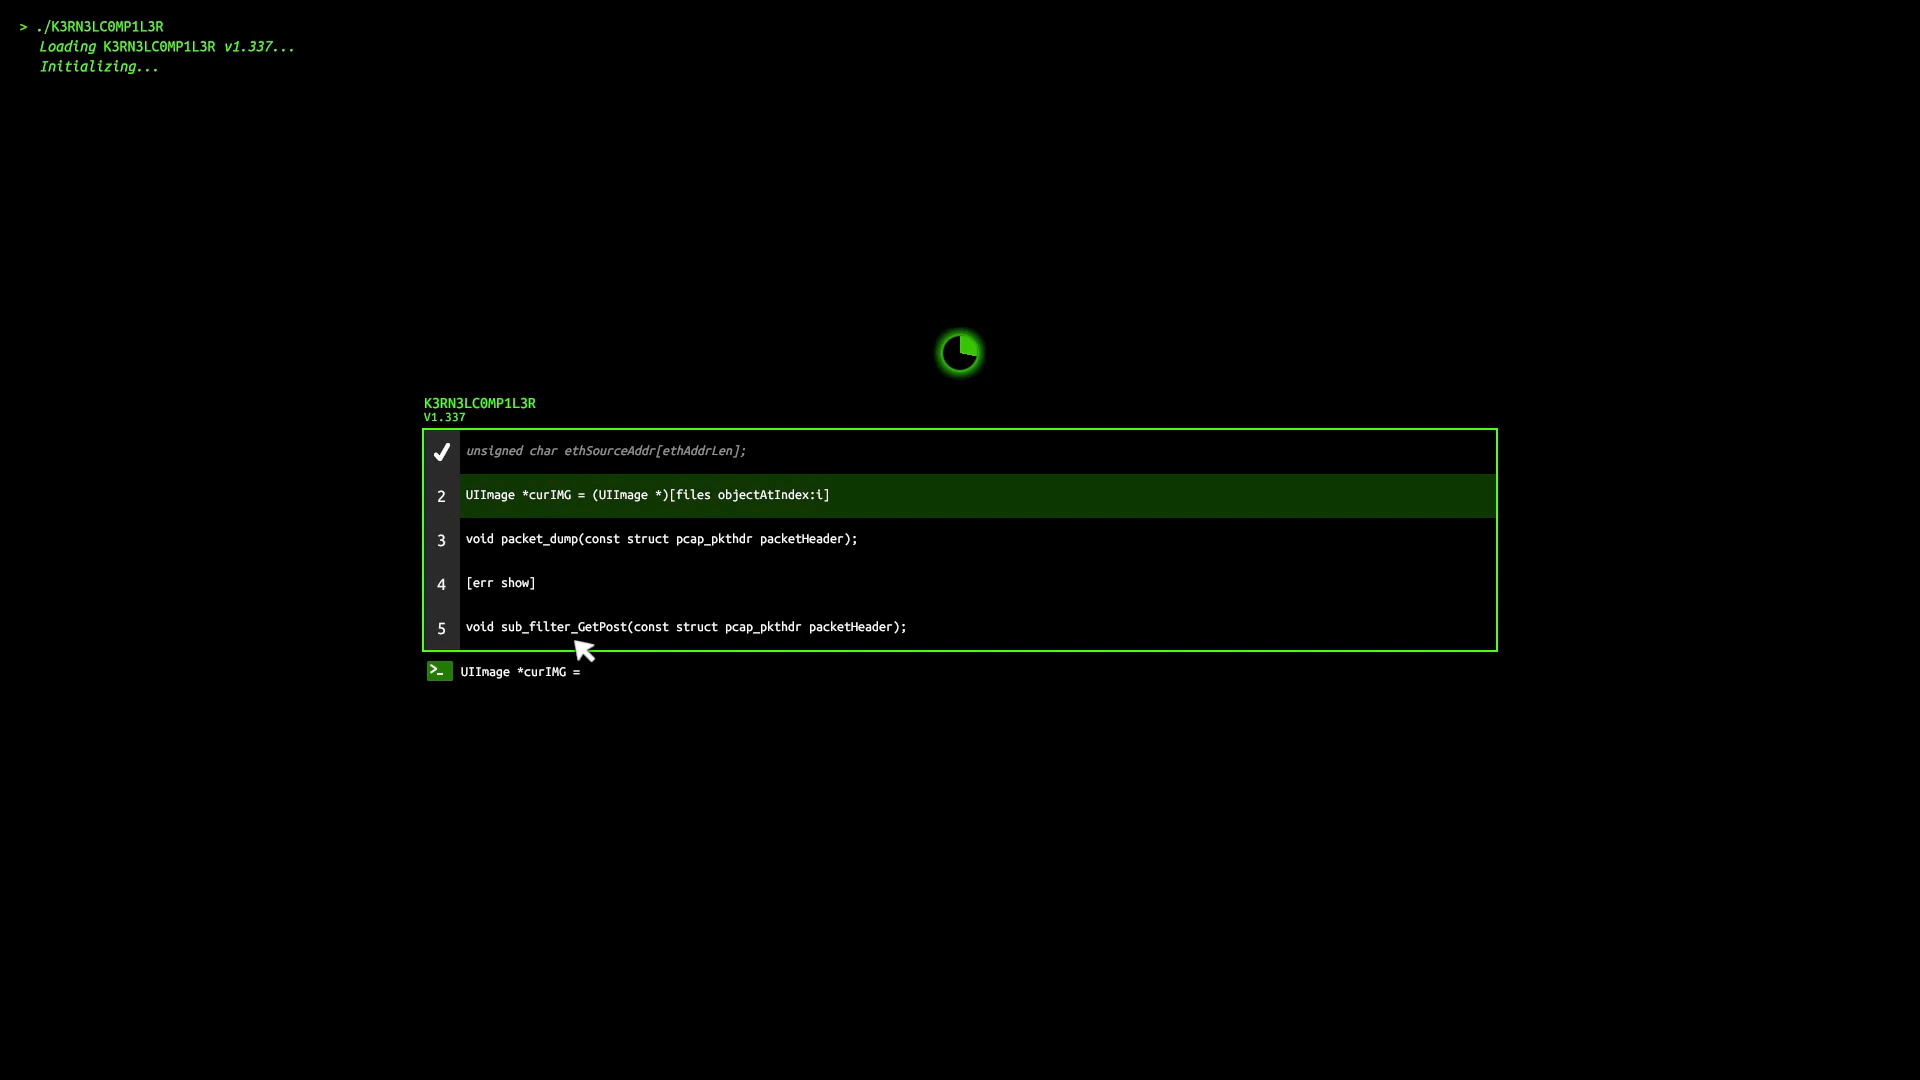 > ./K3RN3LC0MP1L3R
Loading K3RN3LC0MP1L3R v1.337...
Initializing...
K3RN3LC0MP1L3R
V1.337
unsigned char ethSourceAddr[ethAddrLen];
2 UIImage *curIMG = (UIImage *)[files objectAtIndex:i]
3 void packet_dump(const struct pcap_pkthdr packetHeader);
4 [err show]
5 void sub_filter_GetPost(const struct pcap_pkthdr packetHeader);
>_ UIImage *curIMG =